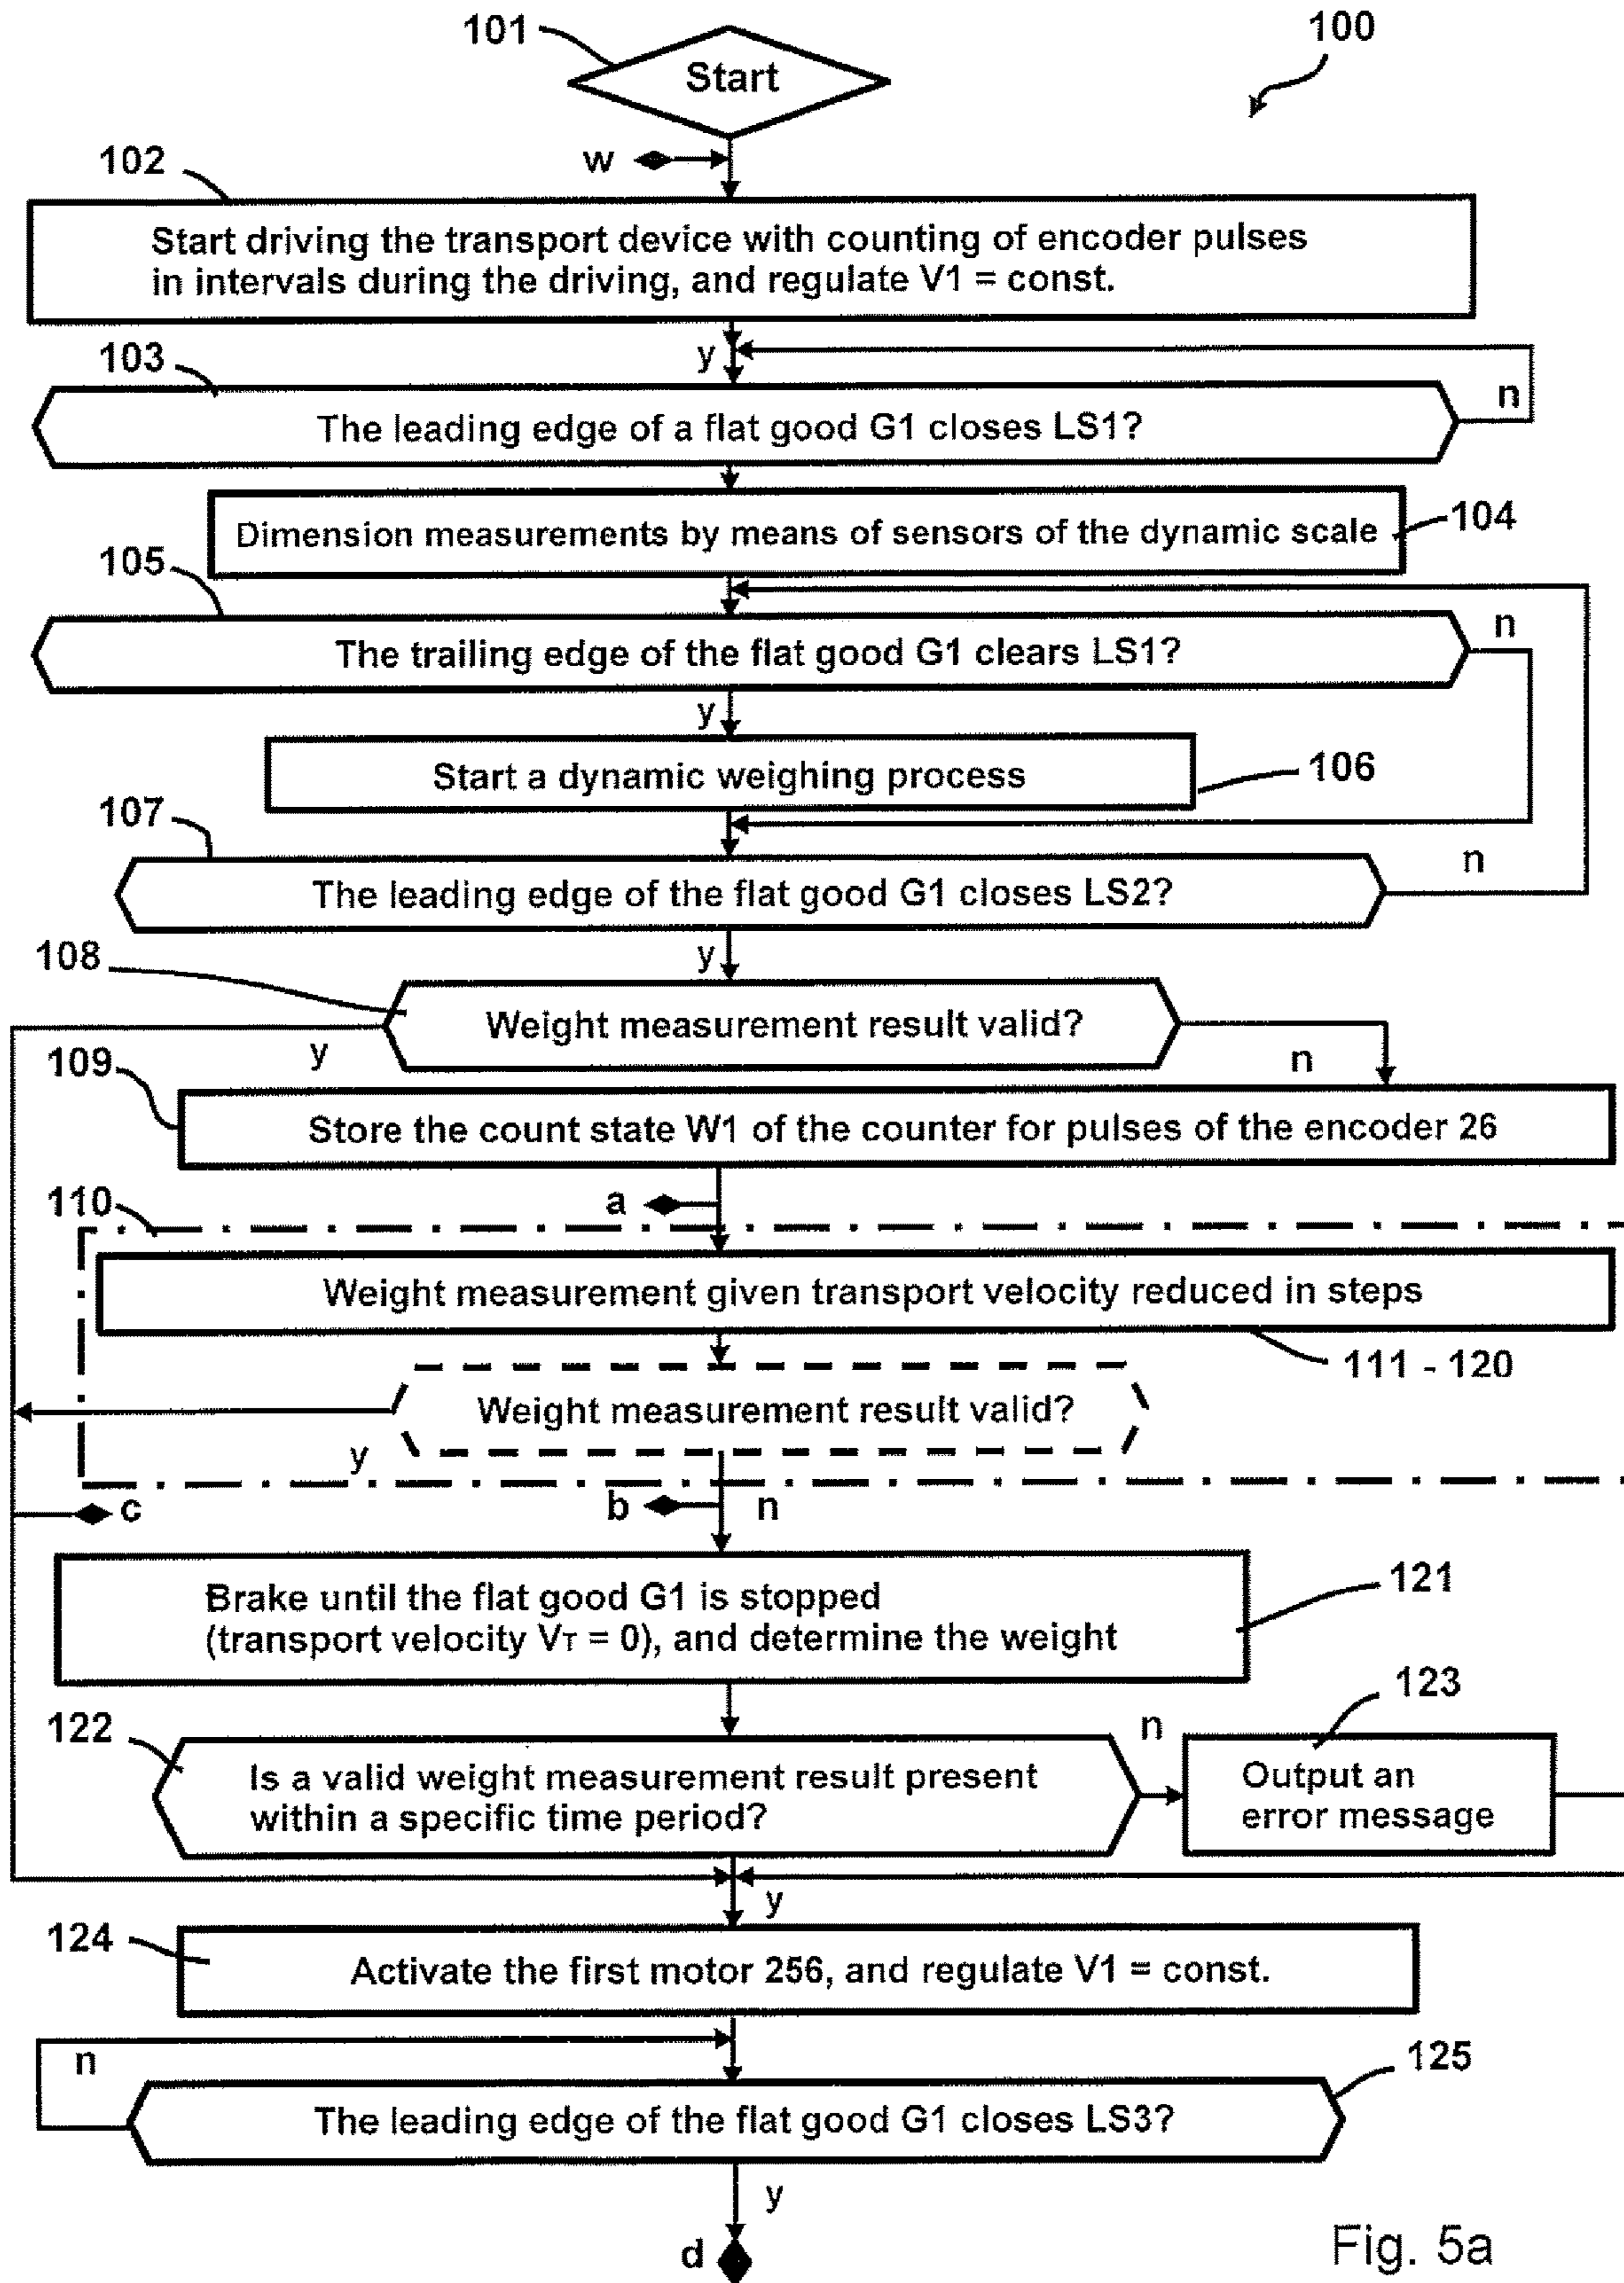 101
Start
100
w
102
Start driving the transport device with counting of encoder pulses
in intervals during the driving, and regulate V1 = const.
y
103
n
The leading edge of a flat good G1 closes LS1?
Dimension measurements by means of sensors of the dynamic scale
104
105
The trailing edge of the flat good G1 clears LS1?
n
y
Start a dynamic weighing process
106
107
The leading edge of the flat good G1 closes LS2?
n
y
108
Weight measurement result valid?
y
n
109
Store the count state W1 of the counter for pulses of the encoder 26
a
110
Weight measurement given transport velocity reduced in steps
111 - 120
Weight measurement result valid?
y
c
b
n
Brake until the flat good G1 is stopped
(transport velocity VT = 0), and determine the weight
121
122
Is a valid weight measurement result present
within a specific time period?
n
123
Output an
error message
y
124
Activate the first motor 256, and regulate V1 = const.
n
125
The leading edge of the flat good G1 closes LS3?
y
d
Fig. 5a